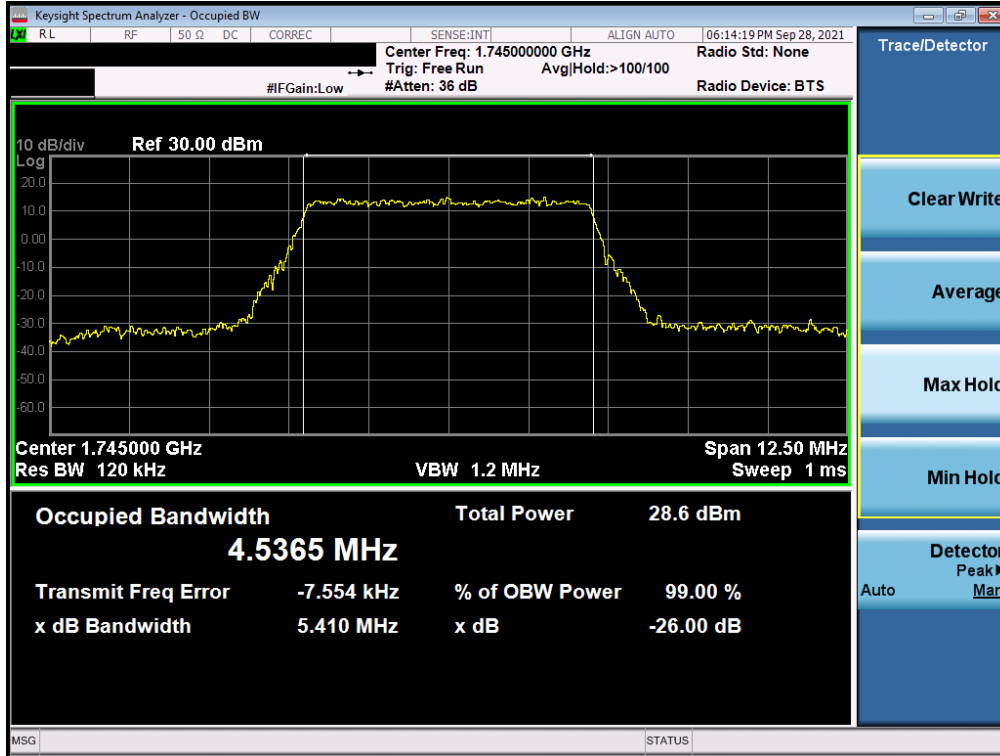 Keysight Spectrum Analyzer - Occupied BW
LXI RL RF 50 Ω DC CORREC SENSE:INT ALIGN AUTO 06:14:19 PM Sep 28, 2021
Center Freq: 1.745000000 GHz Radio Std: None
Trig: Free Run Avg|Hold:>100/100
#IFGain:Low #Atten: 36 dB Radio Device: BTS
Trace/Detector
10 dB/div Ref 30.00 dBm
Log
20.0
10.0
0.00
-10.0
-20.0
-30.0
-40.0
-50.0
-60.0
Center 1.745000 GHz Span 12.50 MHz
Res BW 120 kHz VBW 1.2 MHz Sweep 1 ms
Occupied Bandwidth Total Power 28.6 dBm
4.5365 MHz
Transmit Freq Error -7.554 kHz % of OBW Power 99.00 %
x dB Bandwidth 5.410 MHz x dB -26.00 dB
Clear Write
Average
Max Hold
Min Hold
Detector
Peak
Auto Man
MSG STATUS